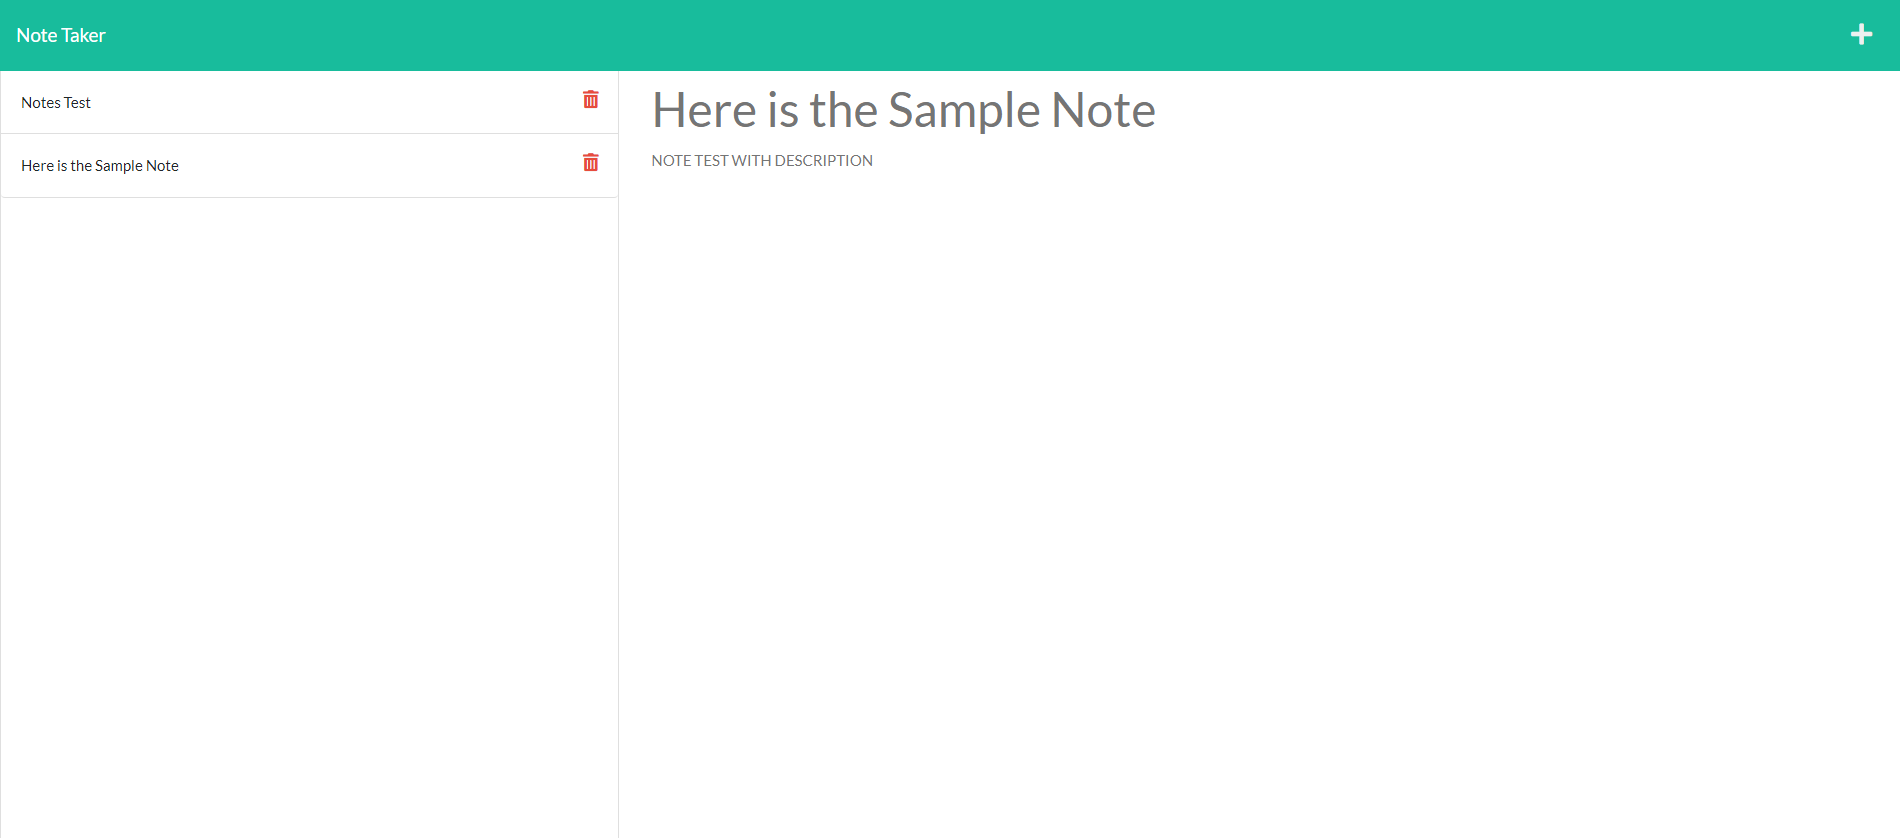 Note Taker
Notes Test
Here is the Sample Note
Here is the Sample Note
NOTE TEST WITH DESCRIPTION